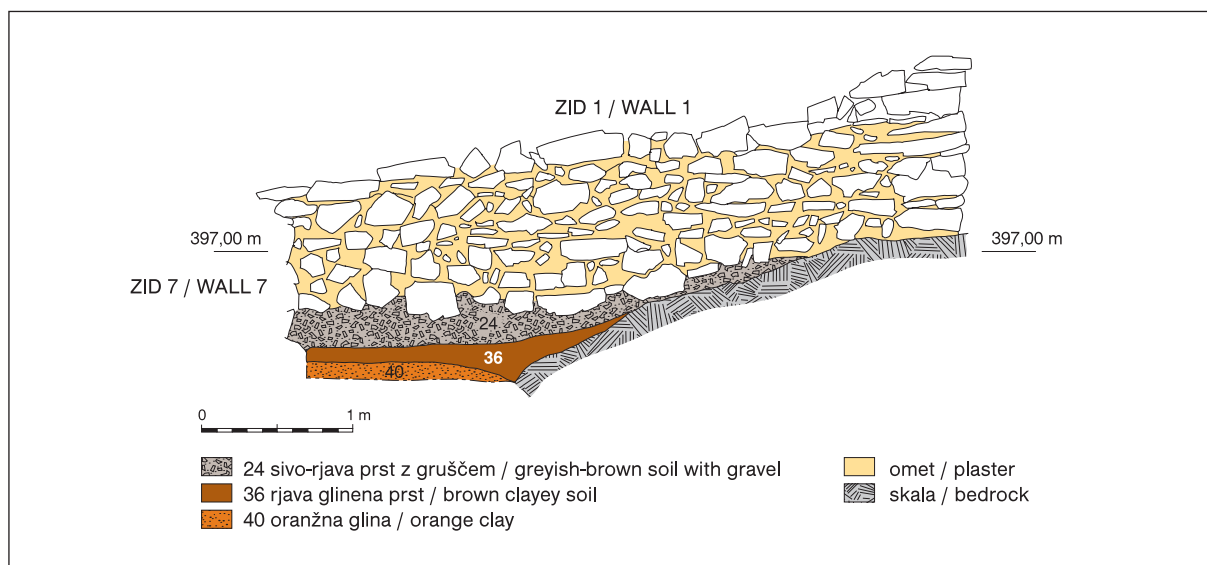 ZID 1 / WALL 1
397,00 m
397,00 m
ZID 7 / WALL 7
24
36
40
0
1 m
24 sivo-rjava prst z gruščem / greyish-brown soil with gravel
36 rjava glinena prst / brown clayey soil
40 oranžna glina / orange clay
omet / plaster
skala / bedrock